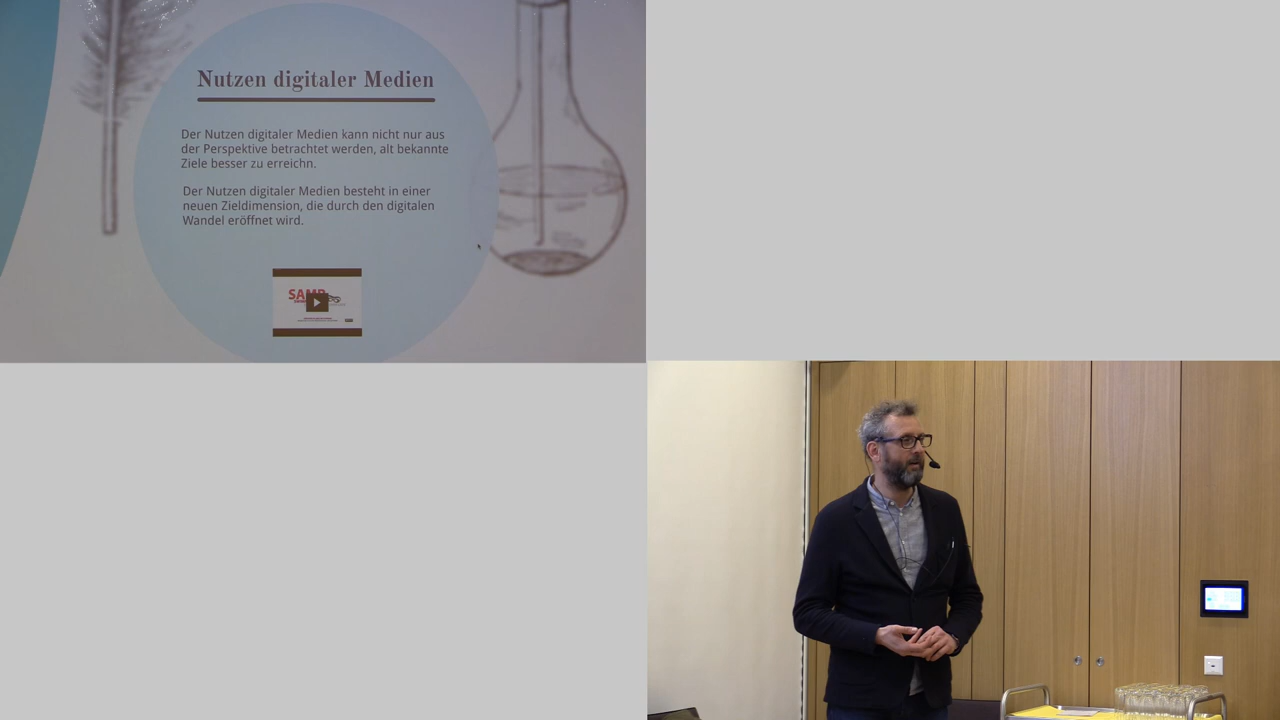 Nutzen digitaler Medien
Der Nutzen digitaler Medien kann nicht nur aus
der Perspektive betrachtet werden, alt bekannte
Ziele besser zu erreichn.
Der Nutzen digitaler Medien besteht in einer
neuen Zieldimension, die durch den digitalen
Wandel eröffnet wird.
SAMR